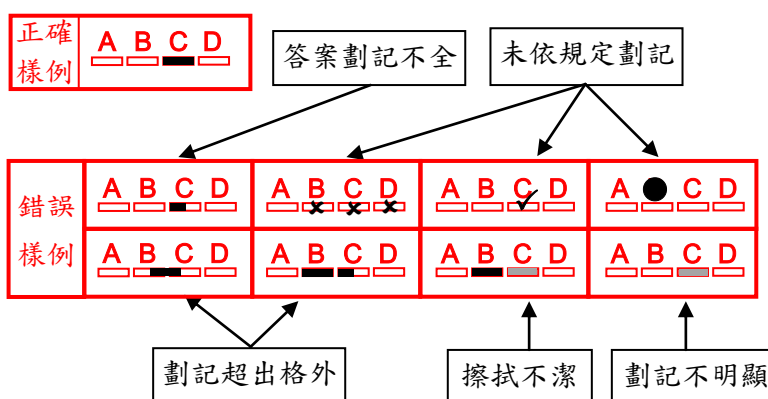 正確
樣例
A B C D
答案劃記不全
未依規定劃記
錯誤
樣例
A B C D
A B C D
A B C D
A C D
A B C D
A B C D
A B C D
A B C D
劃記超出格外
擦拭不潔
劃記不明顯